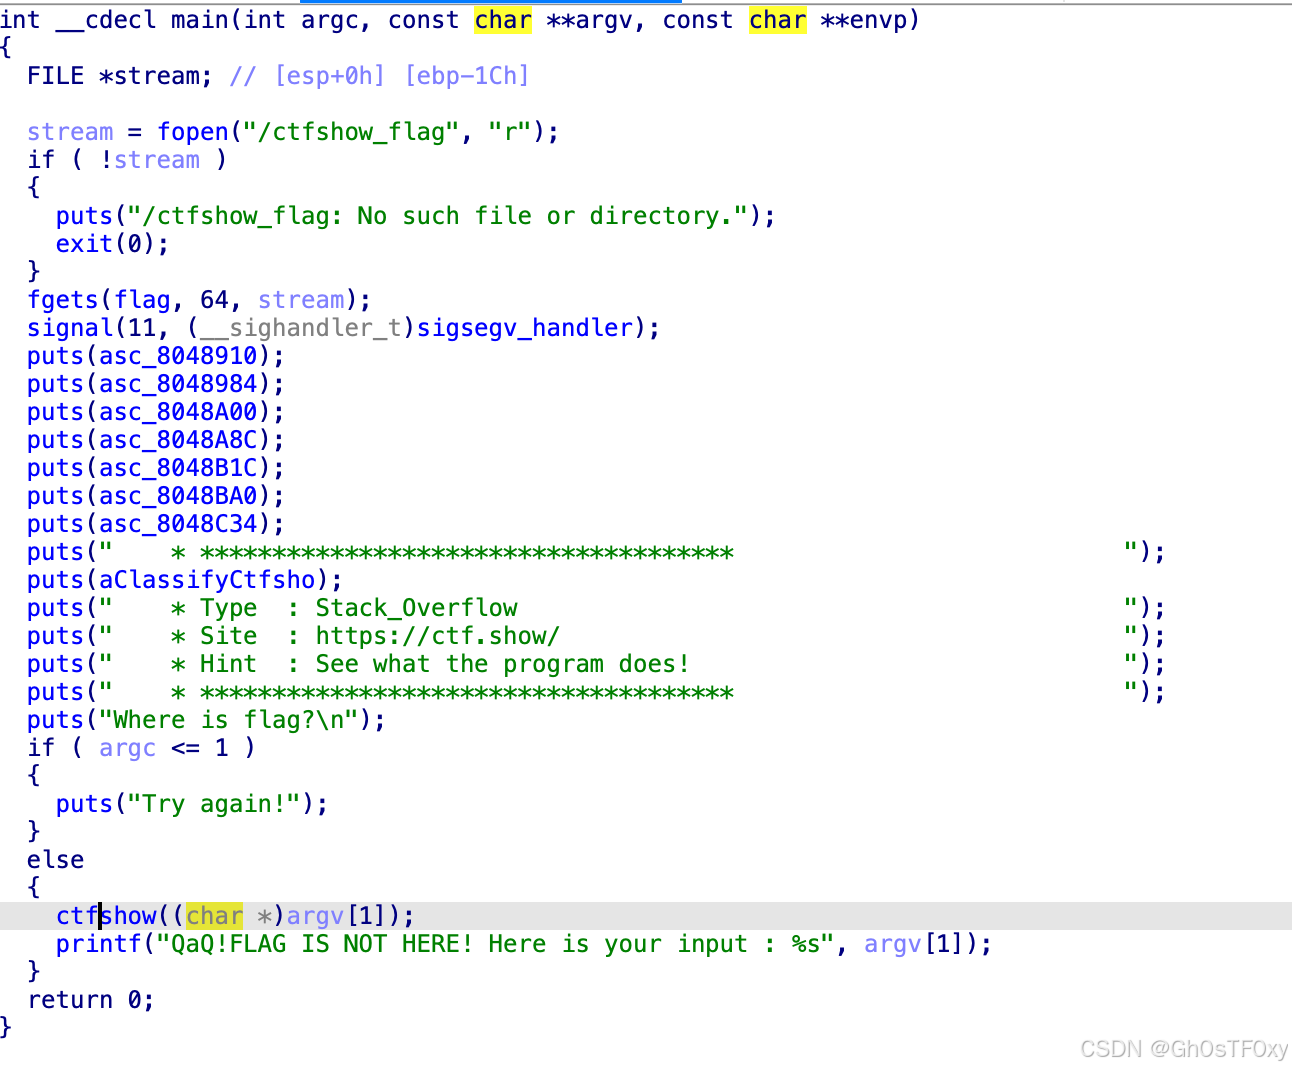 int __cdecl main(int argc, const char **argv, const char **envp)
{
  FILE *stream; // [esp+0h] [ebp-1Ch]

  stream = fopen("/ctfshow_flag", "r");
  if ( !stream )
  {
    puts("/ctfshow_flag: No such file or directory.");
    exit(0);
  }
  fgets(flag, 64, stream);
  signal(11, (__sighandler_t)sigsegv_handler);
  puts(asc_8048910);
  puts(asc_8048984);
  puts(asc_8048A00);
  puts(asc_8048A8C);
  puts(asc_8048B1C);
  puts(asc_8048BA0);
  puts(asc_8048C34);
  puts("    * *************************************                           ");
  puts(aClassifyCtfsho);
  puts("    * Type  : Stack_Overflow                                          ");
  puts("    * Site  : https://ctf.show/                                       ");
  puts("    * Hint  : See what the program does!                              ");
  puts("    * *************************************                           ");
  puts("Where is flag?\n");
  if ( argc <= 1 )
  {
    puts("Try again!");
  }
  else
  {
    ctfshow((char *)argv[1]);
    printf("QaQ!FLAG IS NOT HERE! Here is your input : %s", argv[1]);
  }
  return 0;
}
CSDN @Gh0sTF0xy